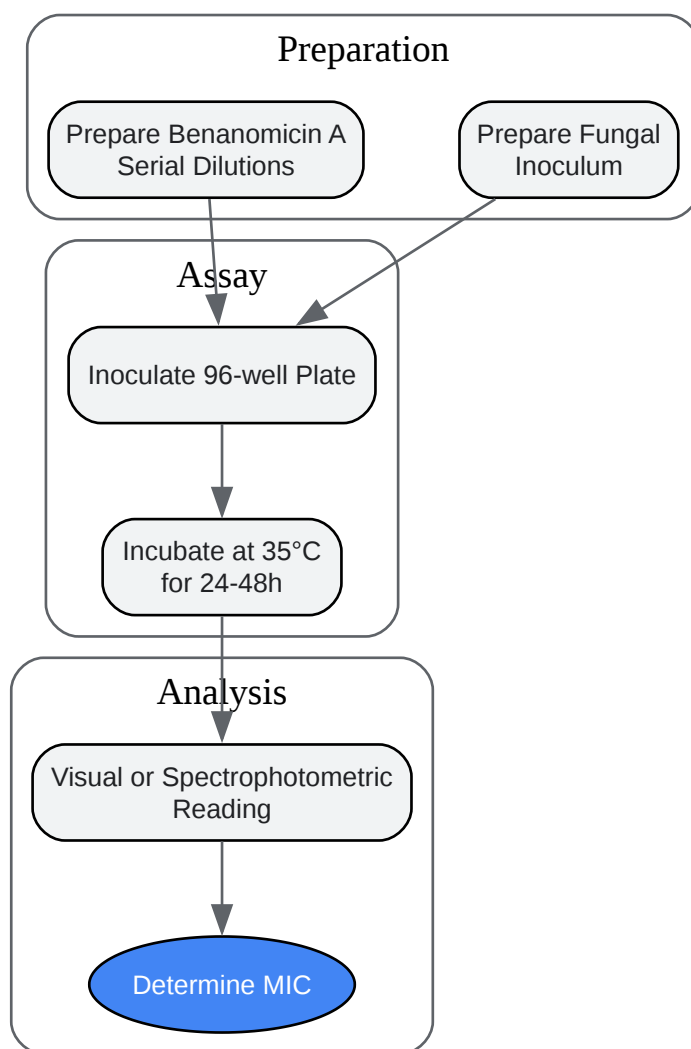 Preparation
Prepare Benanomicin A
Serial Dilutions
Prepare Fungal
Inoculum
Assay
Inoculate 96-well Plate
Incubate at 35°C
for 24-48h
Analysis
Visual or Spectrophotometric
Reading
Determine MIC